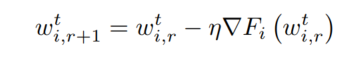 $w_{i,r+1}^{t} = w_{i,r}^{t} - \eta \nabla F_i \left( w_{i,r}^{t} \right)$